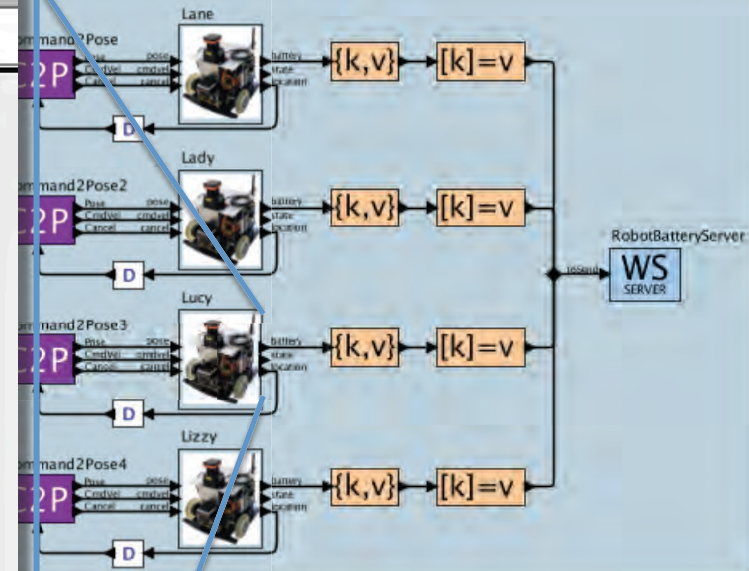 Lane
ommand2Pose
C2P
Pose pose battery
CmdVel cmdvel state
Cancel cancel location
{k,v} [k]=v
D
Lady
ommand2Pose2
C2P
Pose pose battery
CmdVel cmdvel state
Cancel cancel location
{k,v} [k]=v
D
RobotBatteryServer
WS
SERVER
Lucy
ommand2Pose3
C2P
Pose pose battery
CmdVel cmdvel state
Cancel cancel location
{k,v} [k]=v
D
Lizzy
ommand2Pose4
C2P
Pose pose battery
CmdVel cmdvel state
Cancel cancel location
{k,v} [k]=v
D